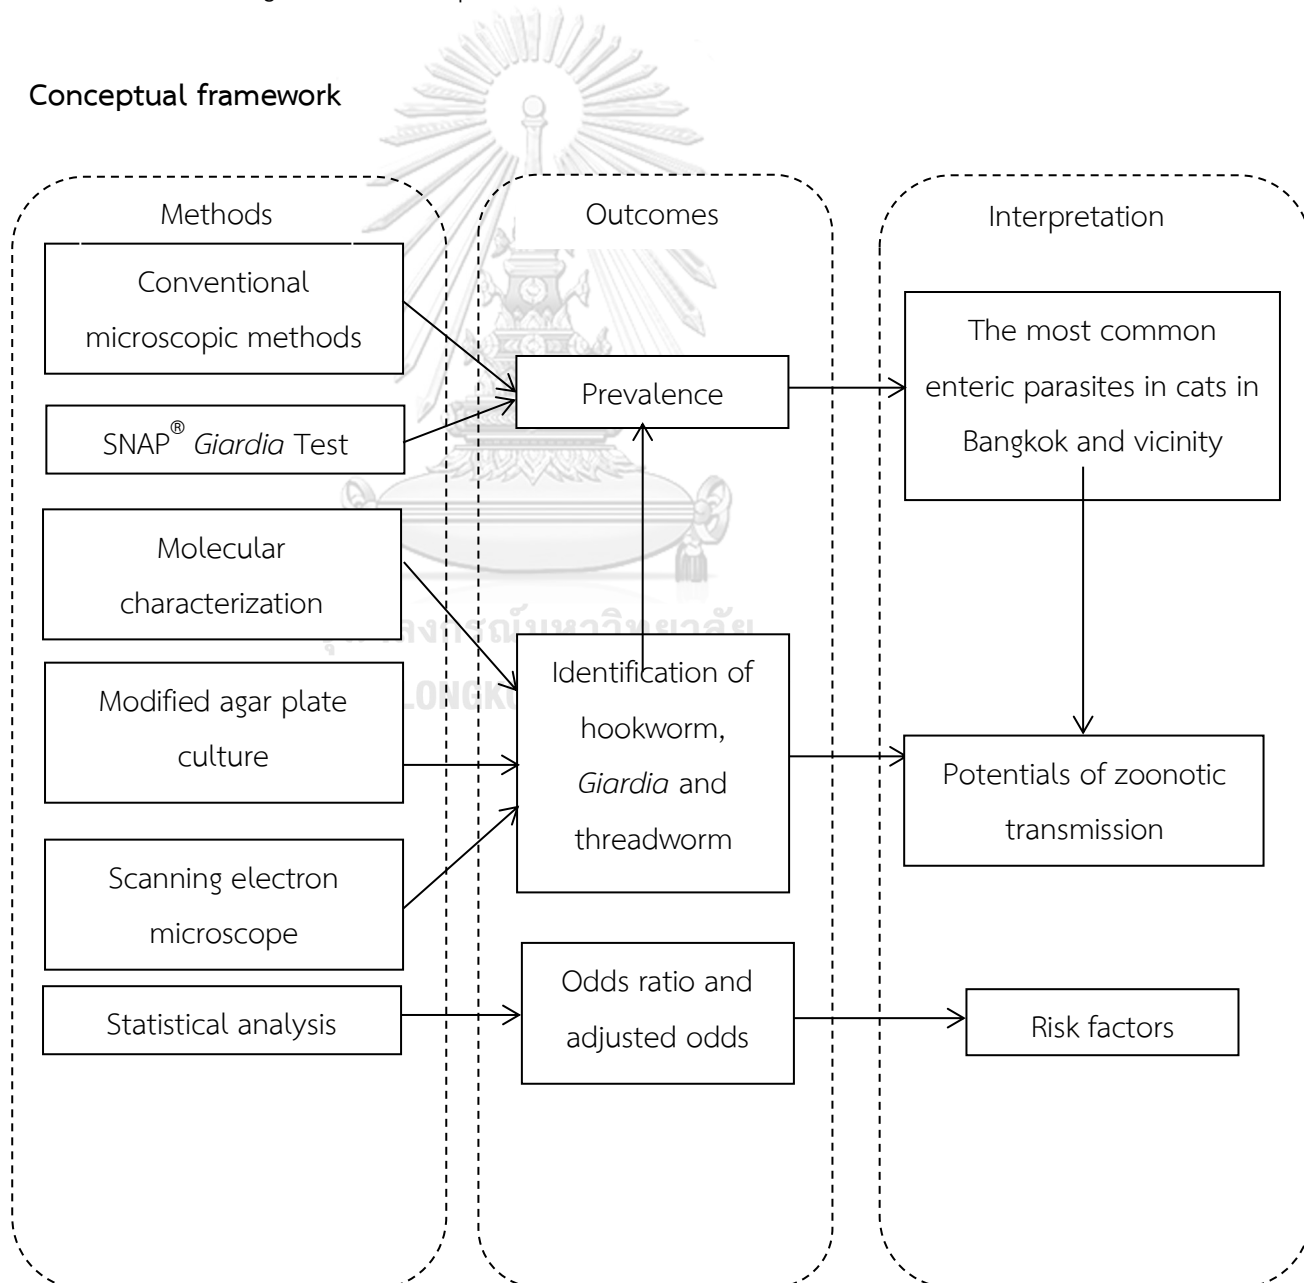 Conceptual framework
Methods
Conventional
microscopic methods
SNAP® Giardia Test
Molecular
characterization
Modified agar plate
culture
Scanning electron
microscope
Statistical analysis
Outcomes
Prevalence
Identification of
hookworm,
Giardia and
threadworm
Odds ratio and
adjusted odds
Interpretation
The most common
enteric parasites in cats in
Bangkok and vicinity
Potentials of zoonotic
transmission
Risk factors